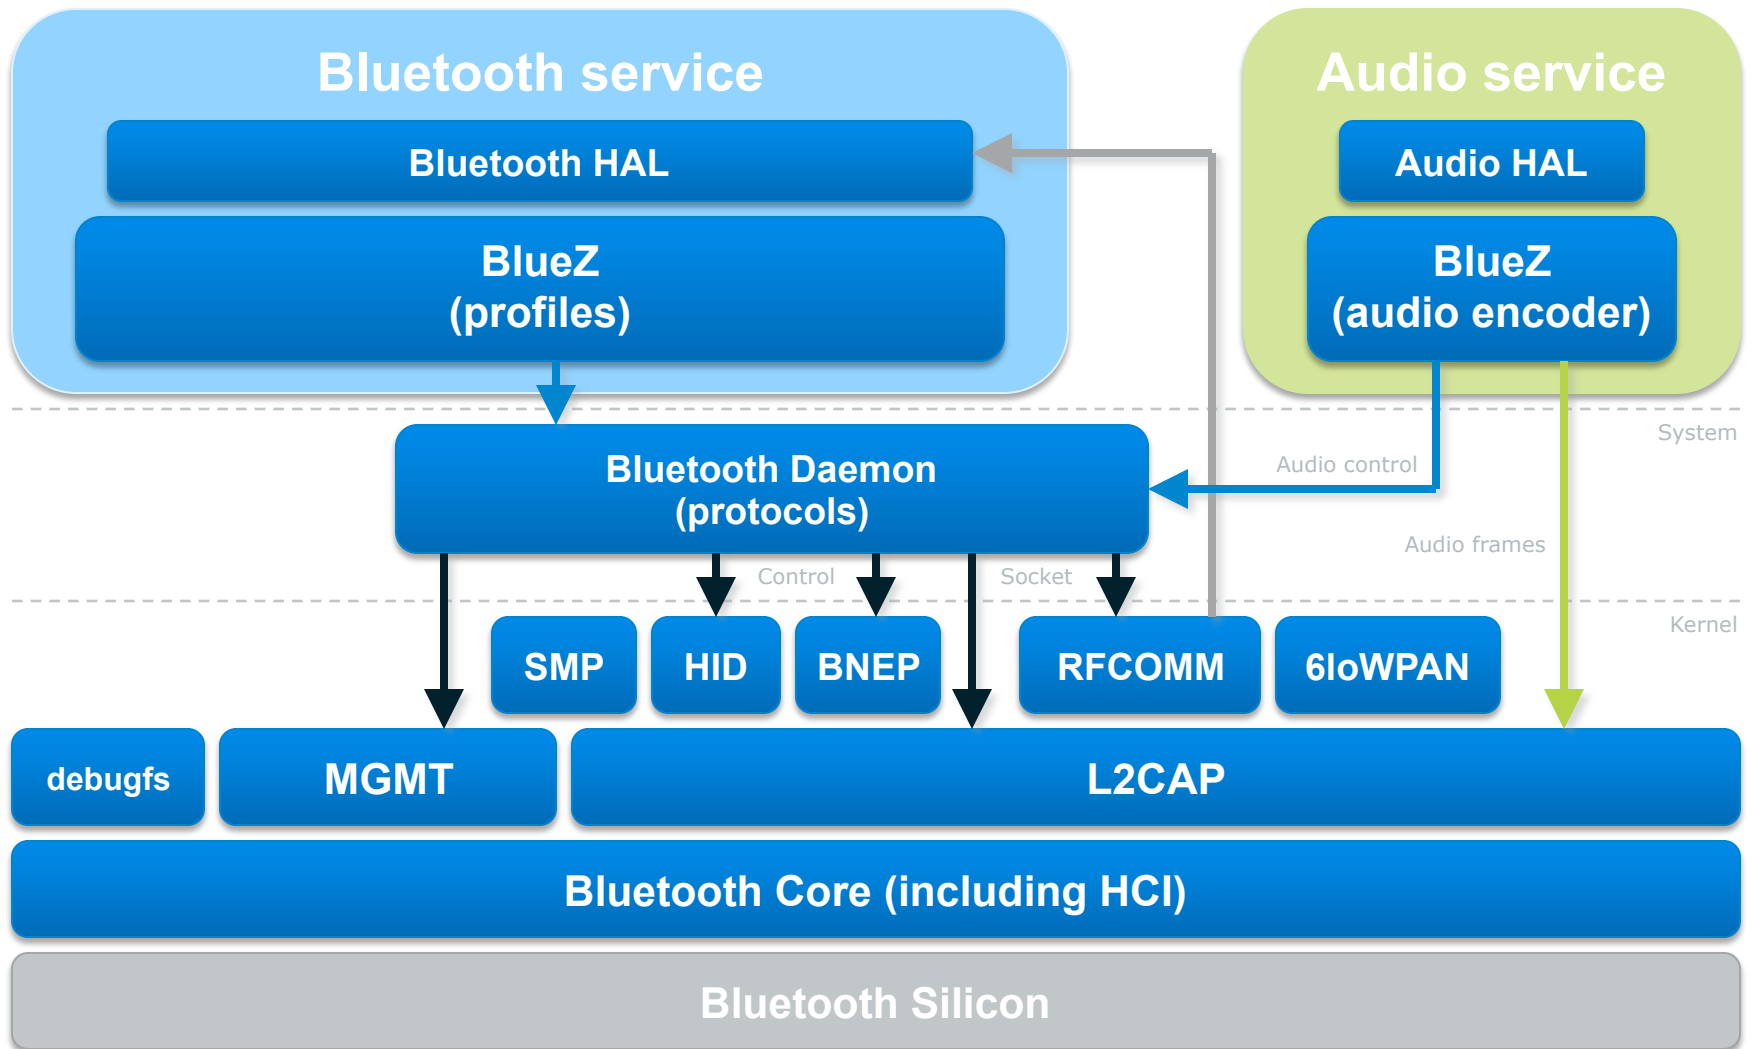 Bluetooth service
Audio service
Bluetooth HAL
Audio HAL
BlueZ
(profiles)
BlueZ
(audio encoder)
System
Bluetooth Daemon
(protocols)
Audio control
Audio frames
Control
Socket
Kernel
SMP
HID
BNEP
RFCOMM
6loWPAN
debugfs
MGMT
L2CAP
Bluetooth Core (including HCI)
Bluetooth Silicon